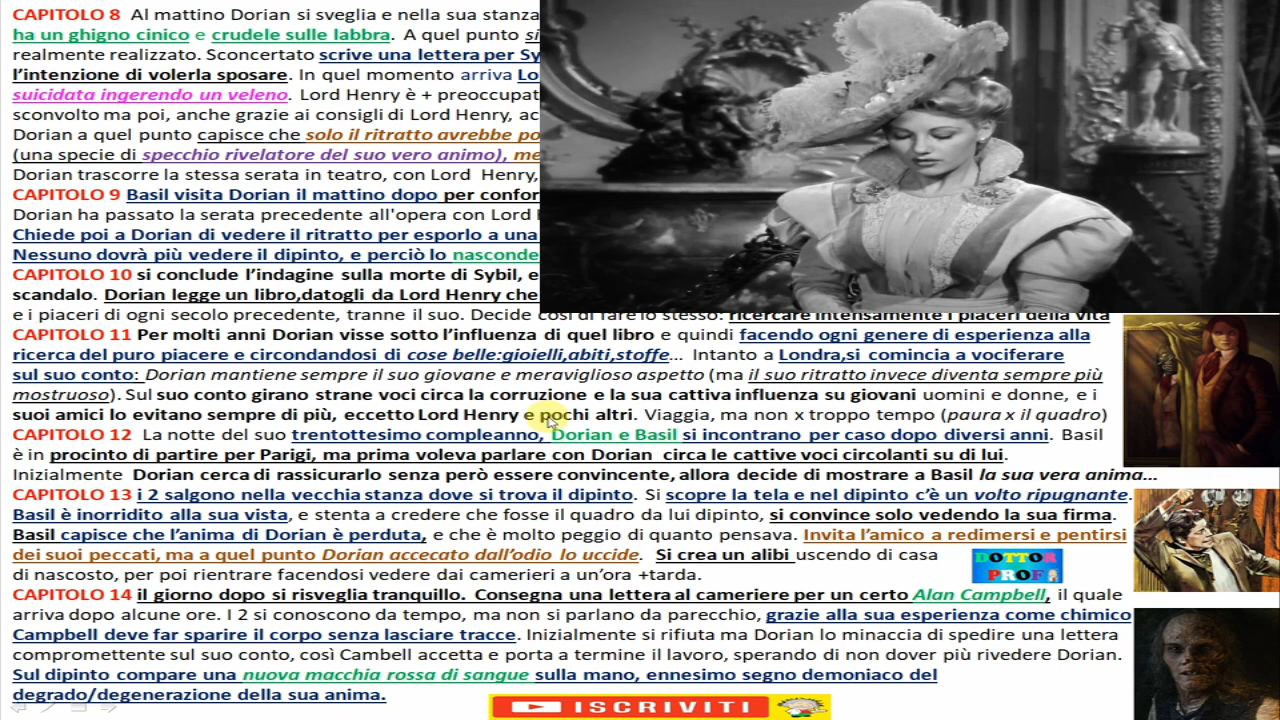 CAPITOLO 8 Al mattino Dorian si sveglia e nella sua stanza
ha un ghigno cinico e crudele sulle labbra. A quel punto si
realmente realizzato. Sconcertato scrive una lettera per Sy
l'intenzione di volerla sposare. In quel momento arriva Lo
suicidata ingerendo un veleno. Lord Henry è + preoccupat
sconvolto ma poi, anche grazie ai consigli di Lord Henry, ac
Dorian a quel punto capisce che solo il ritratto avrebbe po
(una specie di specchio rivelatore del suo vero animo), me
Dorian trascorre la stessa serata in teatro, con Lord Henry,
CAPITOLO 9 Basil visita Dorian il mattino dopo per confor
Dorian ha passato la serata precedente all'opera con Lord
Chiede poi a Dorian di vedere il ritratto per esporlo a una
Nessuno dovrà più vedere il dipinto, e perciò lo nasconde
CAPITOLO 10 si conclude l'indagine sulla morte di Sybil, e
scandalo. Dorian legge un libro,datogli da Lord Henry che
e i piaceri di ogni secolo precedente, tranne il suo. Decide così di fare lo stesso: ricercare intensamente i piaceri della vita
CAPITOLO 11 Per molti anni Dorian visse sotto l'influenza di quel libro e quindi facendo ogni genere di esperienza alla
ricerca del puro piacere e circondandosi di cose belle:gioielli,abiti,stoffe... Intanto a Londra,si comincia a vociferare
sul suo conto: Dorian mantiene sempre il suo giovane e meraviglioso aspetto (ma il suo ritratto invece diventa sempre più
mostruoso). Sul suo conto girano strane voci circa la corruzione e la sua cattiva influenza su giovani uomini e donne, e i
suoi amici lo evitano sempre di più, eccetto Lord Henry e pochi altri. Viaggia, ma non x troppo tempo (paura x il quadro)
CAPITOLO 12 La notte del suo trentottesimo compleanno, Dorian e Basil si incontrano per caso dopo diversi anni. Basil
è in procinto di partire per Parigi, ma prima voleva parlare con Dorian circa le cattive voci circolanti su di lui.
Inizialmente Dorian cerca di rassicurarlo senza però essere convincente, allora decide di mostrare a Basil la sua vera anima...
CAPITOLO 13 i 2 salgono nella vecchia stanza dove si trova il dipinto. Si scopre la tela e nel dipinto c'è un volto ripugnante.
Basil è inorridito alla sua vista, e stenta a credere che fosse il quadro da lui dipinto, si convince solo vedendo la sua firma.
Basil capisce che l'anima di Dorian è perduta, e che è molto peggio di quanto pensava. Invita l'amico a redimersi e pentirsi
dei suoi peccati, ma a quel punto Dorian accecato dall'odio lo uccide. Si crea un alibi uscendo di casa
di nascosto, per poi rientrare facendosi vedere dai camerieri a un'ora +tarda.
DOTTOR
PROF
CAPITOLO 14 il giorno dopo si risveglia tranquillo. Consegna una lettera al cameriere per un certo Alan Campbell, il quale
arriva dopo alcune ore. I 2 si conoscono da tempo, ma non si parlano da parecchio, grazie alla sua esperienza come chimico
Campbell deve far sparire il corpo senza lasciare tracce. Inizialmente si rifiuta ma Dorian lo minaccia di spedire una lettera
compromettente sul suo conto, così Cambell accetta e porta a termine il lavoro, sperando di non dover più rivedere Dorian.
Sul dipinto compare una nuova macchia rossa di sangue sulla mano, ennesimo segno demoniaco del
degrado/degenerazione della sua anima.
ISCRIVITI